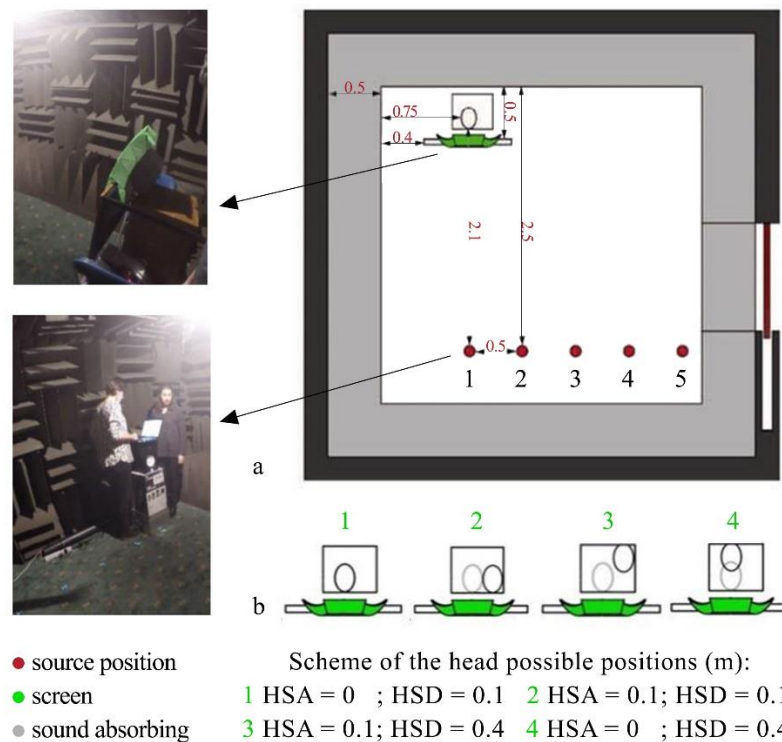 0.5
0.75
0.5
0.4
2.1
2.5
0.5
1 2 3 4 5
a
1 2 3 4
b
source position
screen
sound absorbing
Scheme of the head possible positions (m):
1 HSA = 0 ; HSD = 0.1 2 HSA = 0.1; HSD = 0.1
3 HSA = 0.1; HSD = 0.4 4 HSA = 0 ; HSD = 0.4